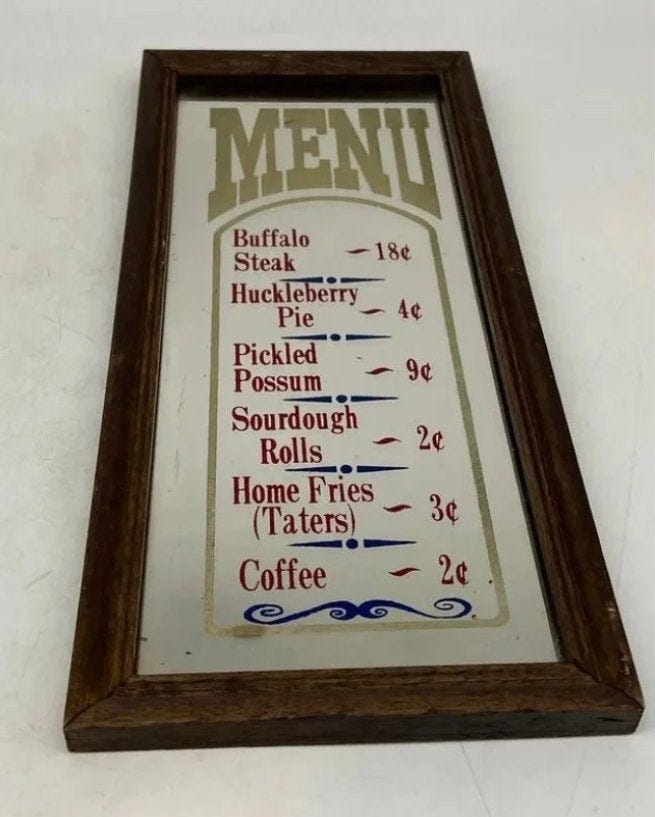 MENU
Buffalo
Steak ~ 18¢
Huckleberry
Pie ~ 4¢
Pickled
Possum ~ 9¢
Sourdough
Rolls ~ 2¢
Home Fries
(Taters) ~ 3¢
Coffee ~ 2¢